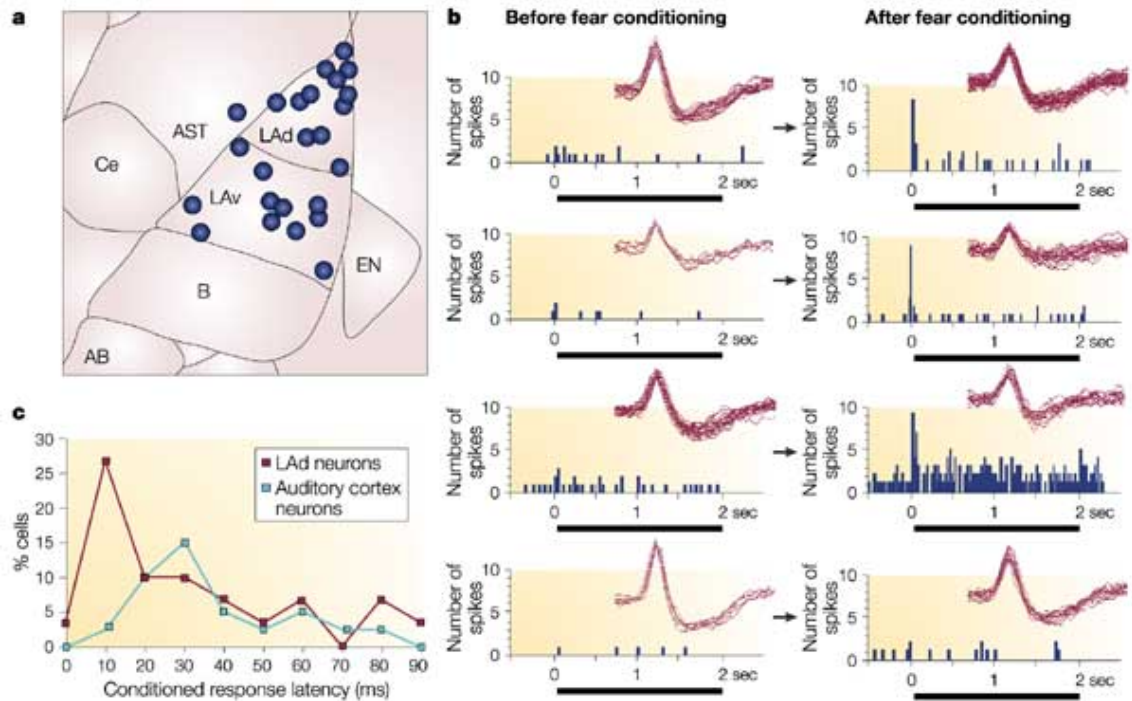 a
AST
LAd
Ce
LAv
EN
B
AB
b
Before fear conditioning
After fear conditioning
Number of
spikes
10
5
0
0
1
2 sec
Number of
spikes
10
5
0
0
1
2 sec
Number of
spikes
10
5
0
0
1
2 sec
Number of
spikes
10
5
0
0
1
2 sec
Number of
spikes
10
5
0
0
1
2 sec
Number of
spikes
10
5
0
0
1
2 sec
Number of
spikes
10
5
0
0
1
2 sec
Number of
spikes
10
5
0
0
1
2 sec
c
% cells
30
25
20
15
10
5
0
LAd neurons
Auditory cortex
neurons
0 10 20 30 40 50 60 70 80 90
Conditioned response latency (ms)